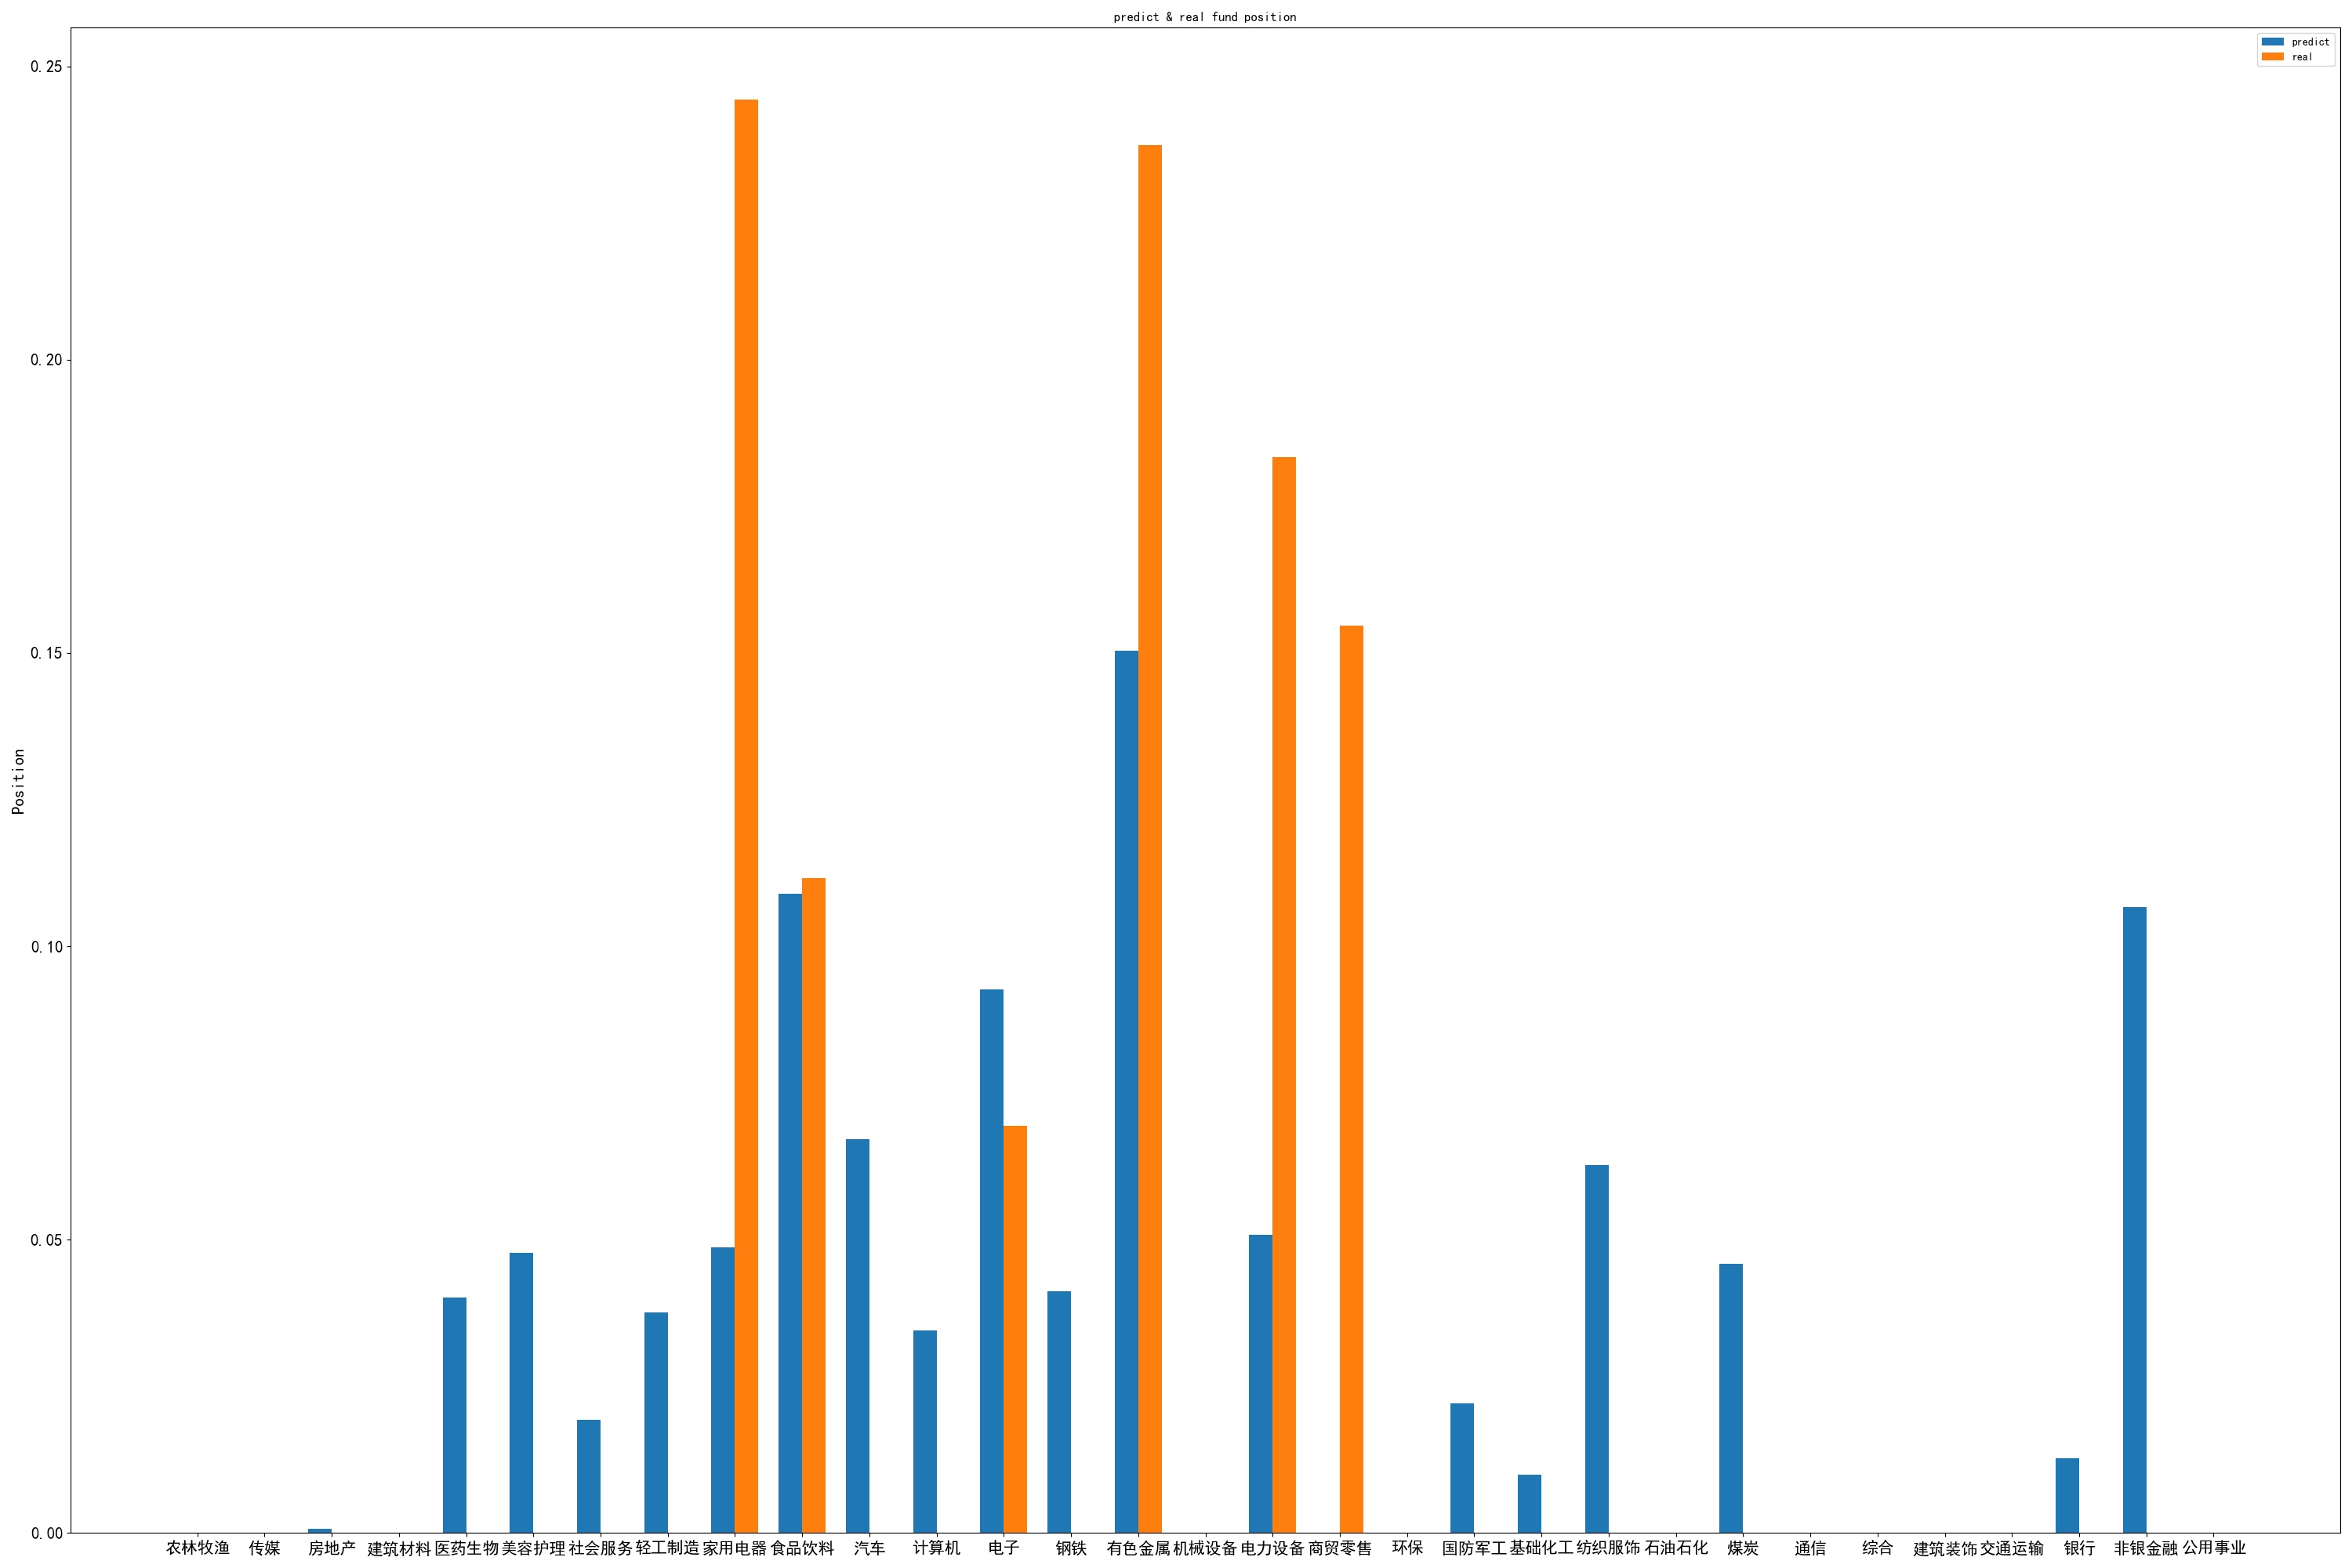 predict & real fund position
predict
real
0.25
0.20
0.15
0.10
0.05
0.00
Position
农林牧渔 传媒 房地产 建筑材料 医药生物 美容护理 社会服务 轻工制造 家用电器 食品饮料 汽车 计算机 电子 钢铁 有色金属 机械设备 电力设备 商贸零售 环保 国防军工 基础化工 纺织服饰 石油石化 煤炭 通信 综合 建筑装饰 交通运输 银行 非银金融 公用事业